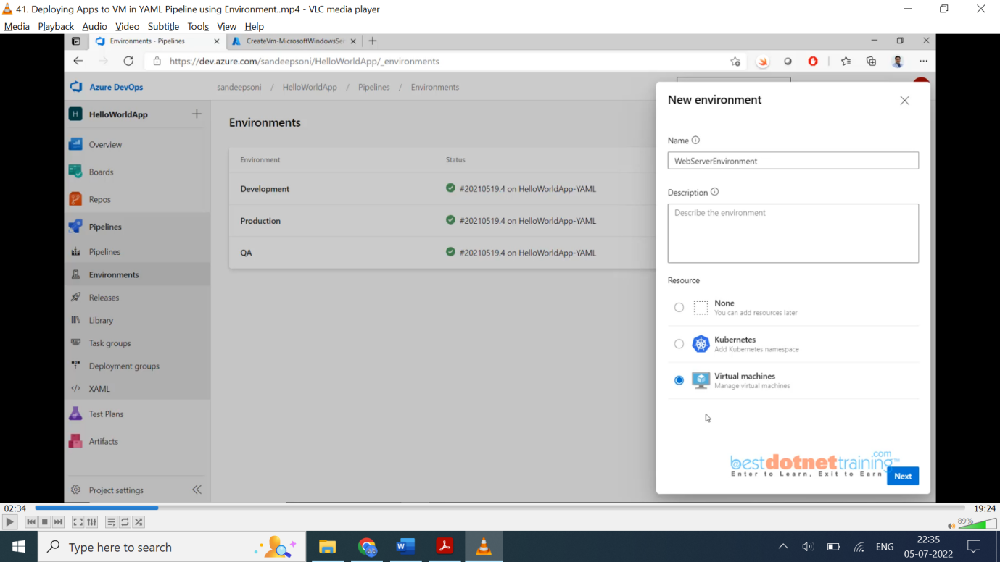 41. Deploying Apps to VM in YAML Pipeline using Environment..mp4 - VLC media player
Media Playback Audio Video Subtitle Tools View Help
Environments - Pipelines
CreateVm-MicrosoftWindowsSe
https://dev.azure.com/sandeepsoni/HelloWorldApp/_environments
Azure DevOps
sandeepsoni / HelloWorldApp / Pipelines / Environments
H HelloWorldApp
Overview
Boards
Repos
Pipelines
Pipelines
Environments
Releases
Library
Task groups
Deployment groups
XAML
Test Plans
Artifacts
Project settings
Environments
Environment Status
Development #20210519.4 on HelloWorldApp-YAML
Production #20210519.4 on HelloWorldApp-YAML
QA #20210519.4 on HelloWorldApp-YAML
New environment
Name
WebServerEnvironment
Description
Describe the environment
Resource
None
You can add resources later
Kubernetes
Add Kubernetes namespace
Virtual machines
Manage virtual machines
@bestdotnettraining.com™
Enter to Learn, Exit to Earn
Next
02:34 19:24
89%
Type here to search
ENG
22:35
05-07-2022